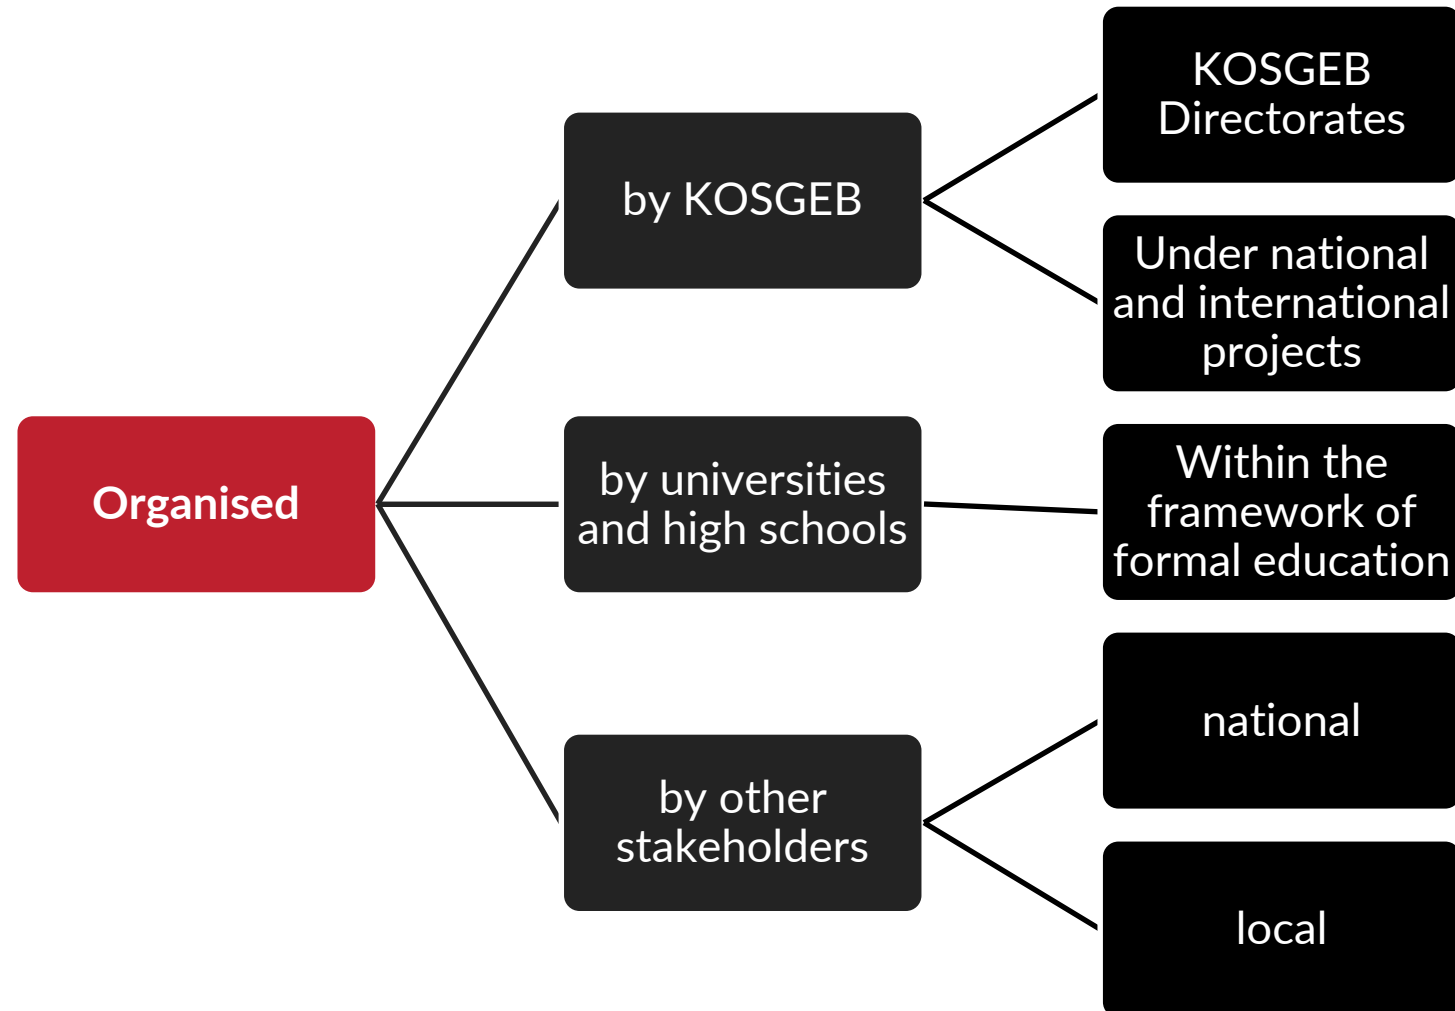 Organised
by KOSGEB
KOSGEB
Directorates
Under national
and international
projects
by universities
and high schools
Within the
framework of
formal education
by other
stakeholders
national
local